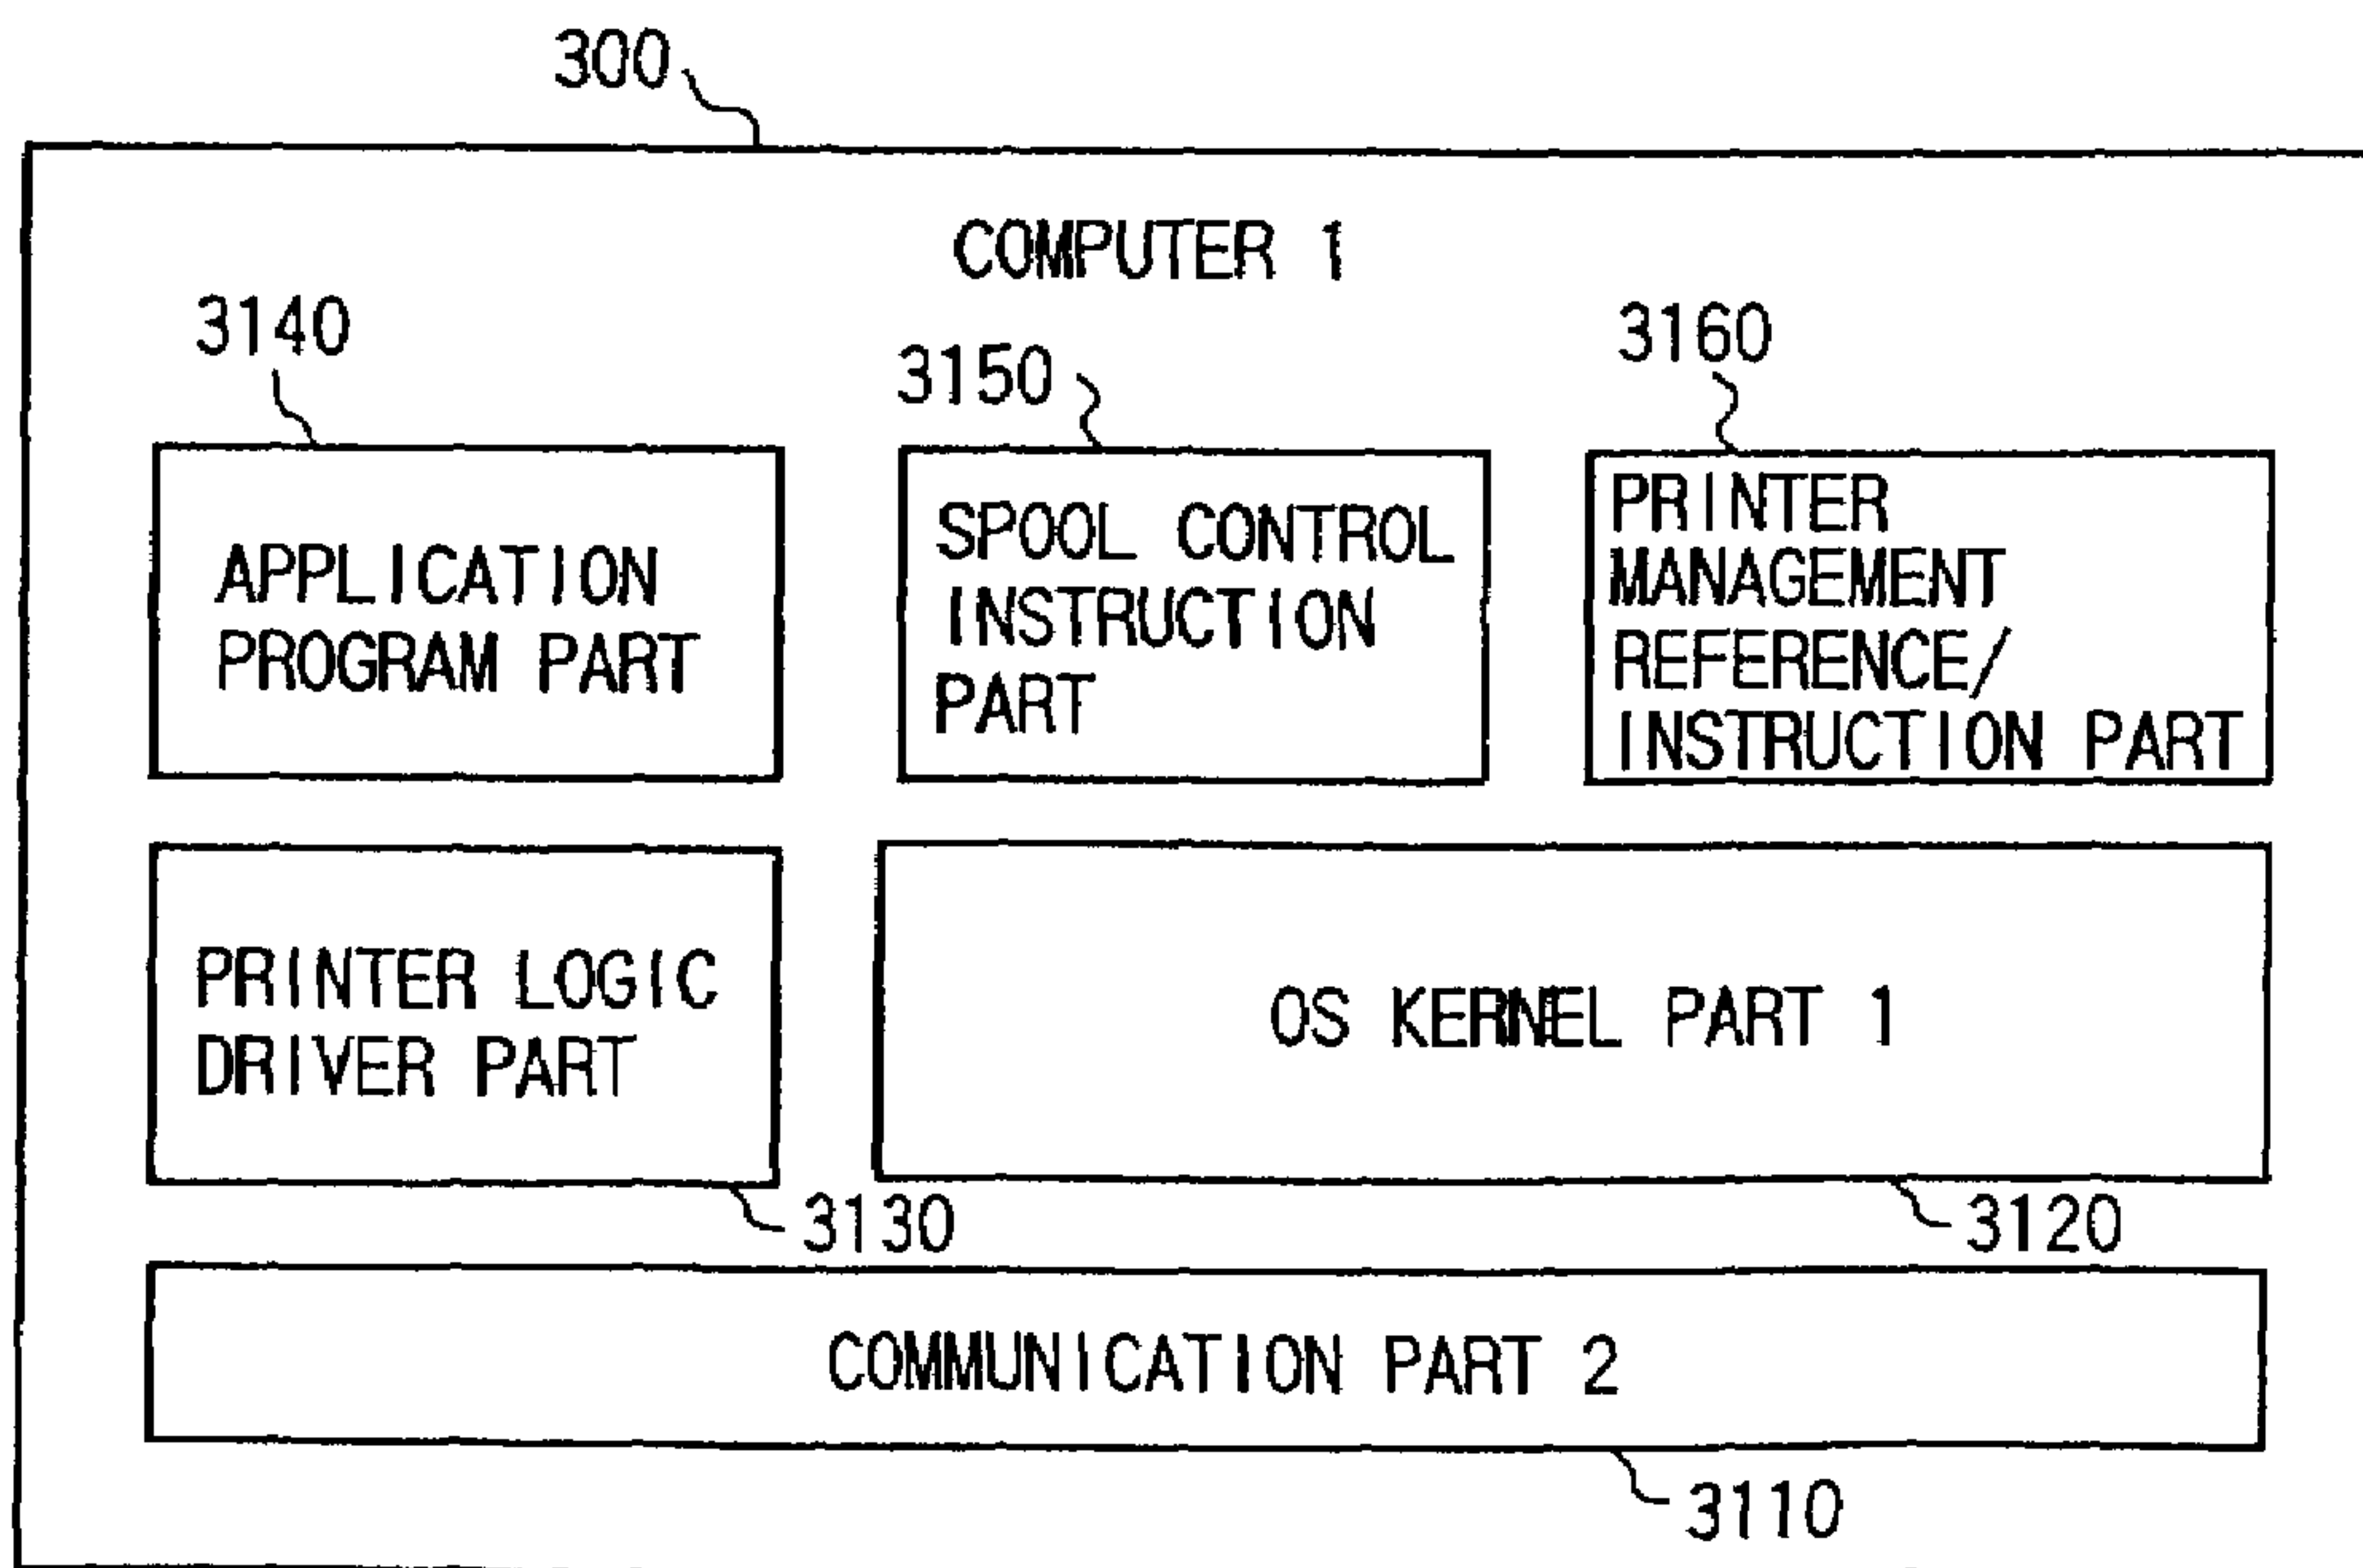 300
COMPUTER 1
3140
3150
3160
APPLICATION
PROGRAM PART
SPOOL CONTROL
INSTRUCTION
PART
PRINTER
MANAGEMENT
REFERENCE/
INSTRUCTION PART
PRINTER LOGIC
DRIVER PART
OS KERNEL PART 1
3130
3120
COMMUNICATION PART 2
3110